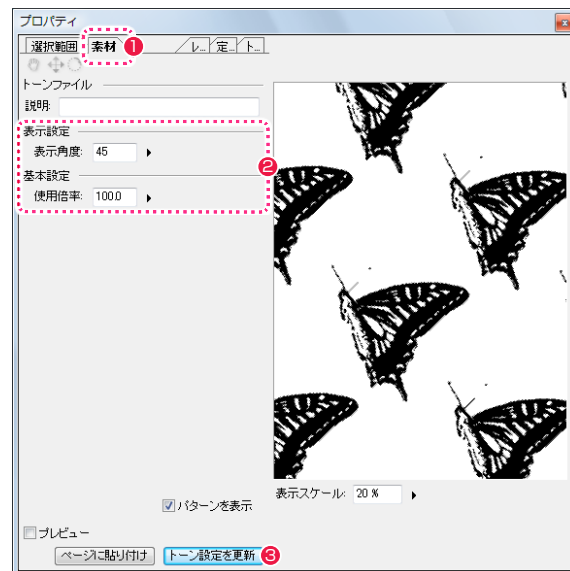 プロパティ
選択範囲 素材 1 レ... 定... ト...
トーンファイル
説明:
表示設定
表示角度: 45
2
基本設定
使用倍率: 100.0
表示スケール: 20 %
パターンを表示
プレビュー
ページに貼り付け トーン設定を更新 3